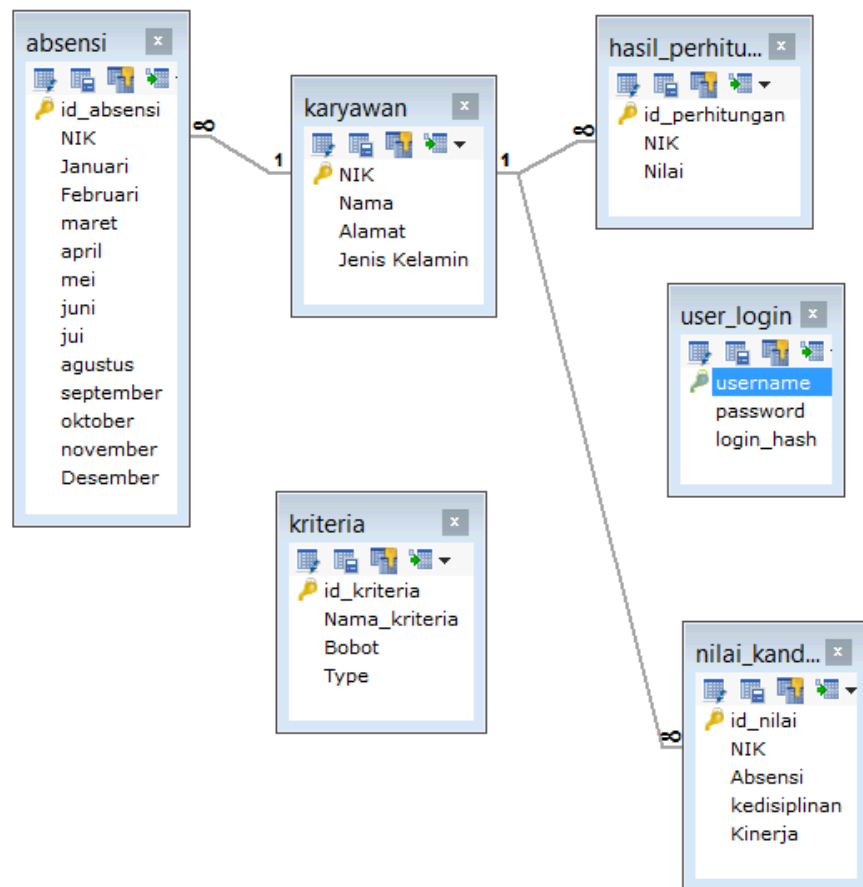 absensi
id_absensi
NIK
Januari
Februari
maret
april
mei
juni
jui
agustus
september
oktober
november
Desember
∞
1
karyawan
NIK
Nama
Alamat
Jenis Kelamin
1
∞
hasil_perhitu...
id_perhitungan
NIK
Nilai
user_login
username
password
login_hash
kriteria
id_kriteria
Nama_kriteria
Bobot
Type
∞
nilai_kand...
id_nilai
NIK
Absensi
kedisiplinan
Kinerja